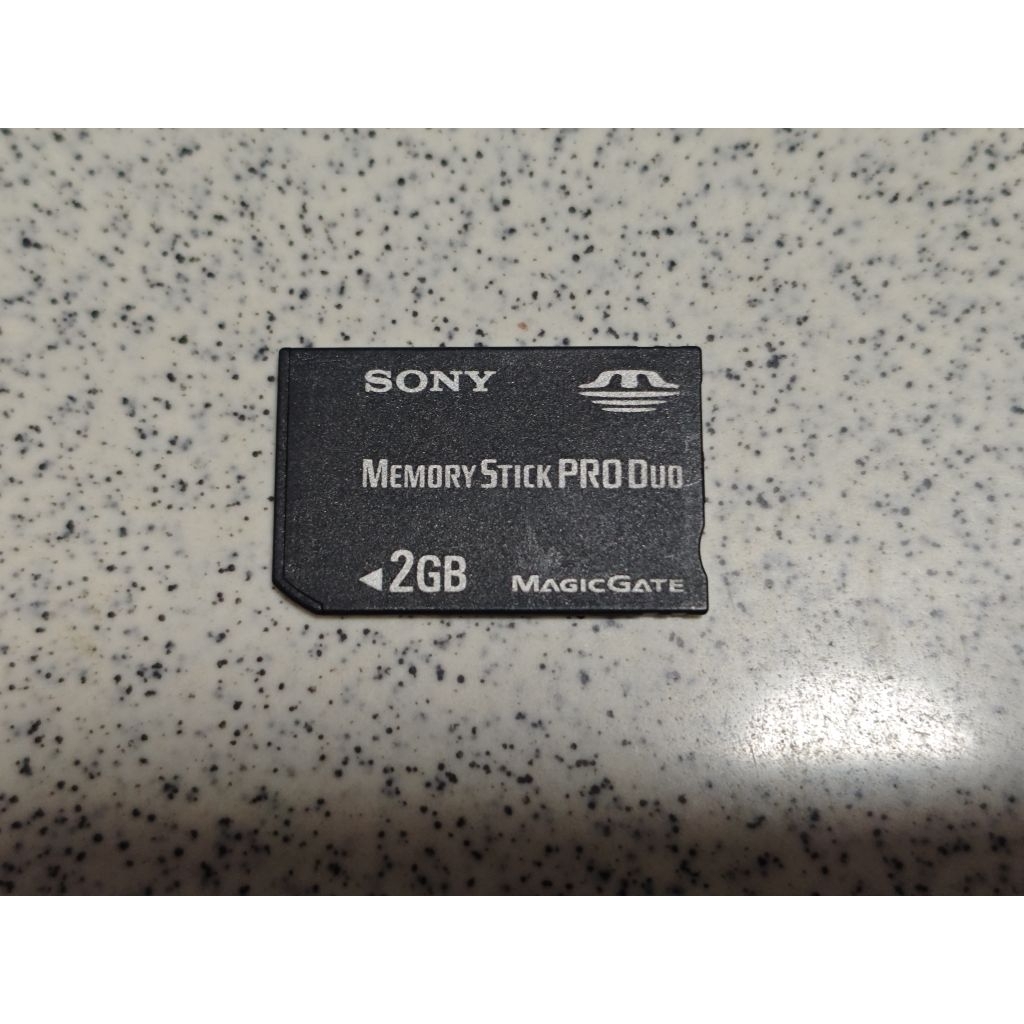 SONY
MEMORY STICK PRO DUO
2GB MAGICGATE